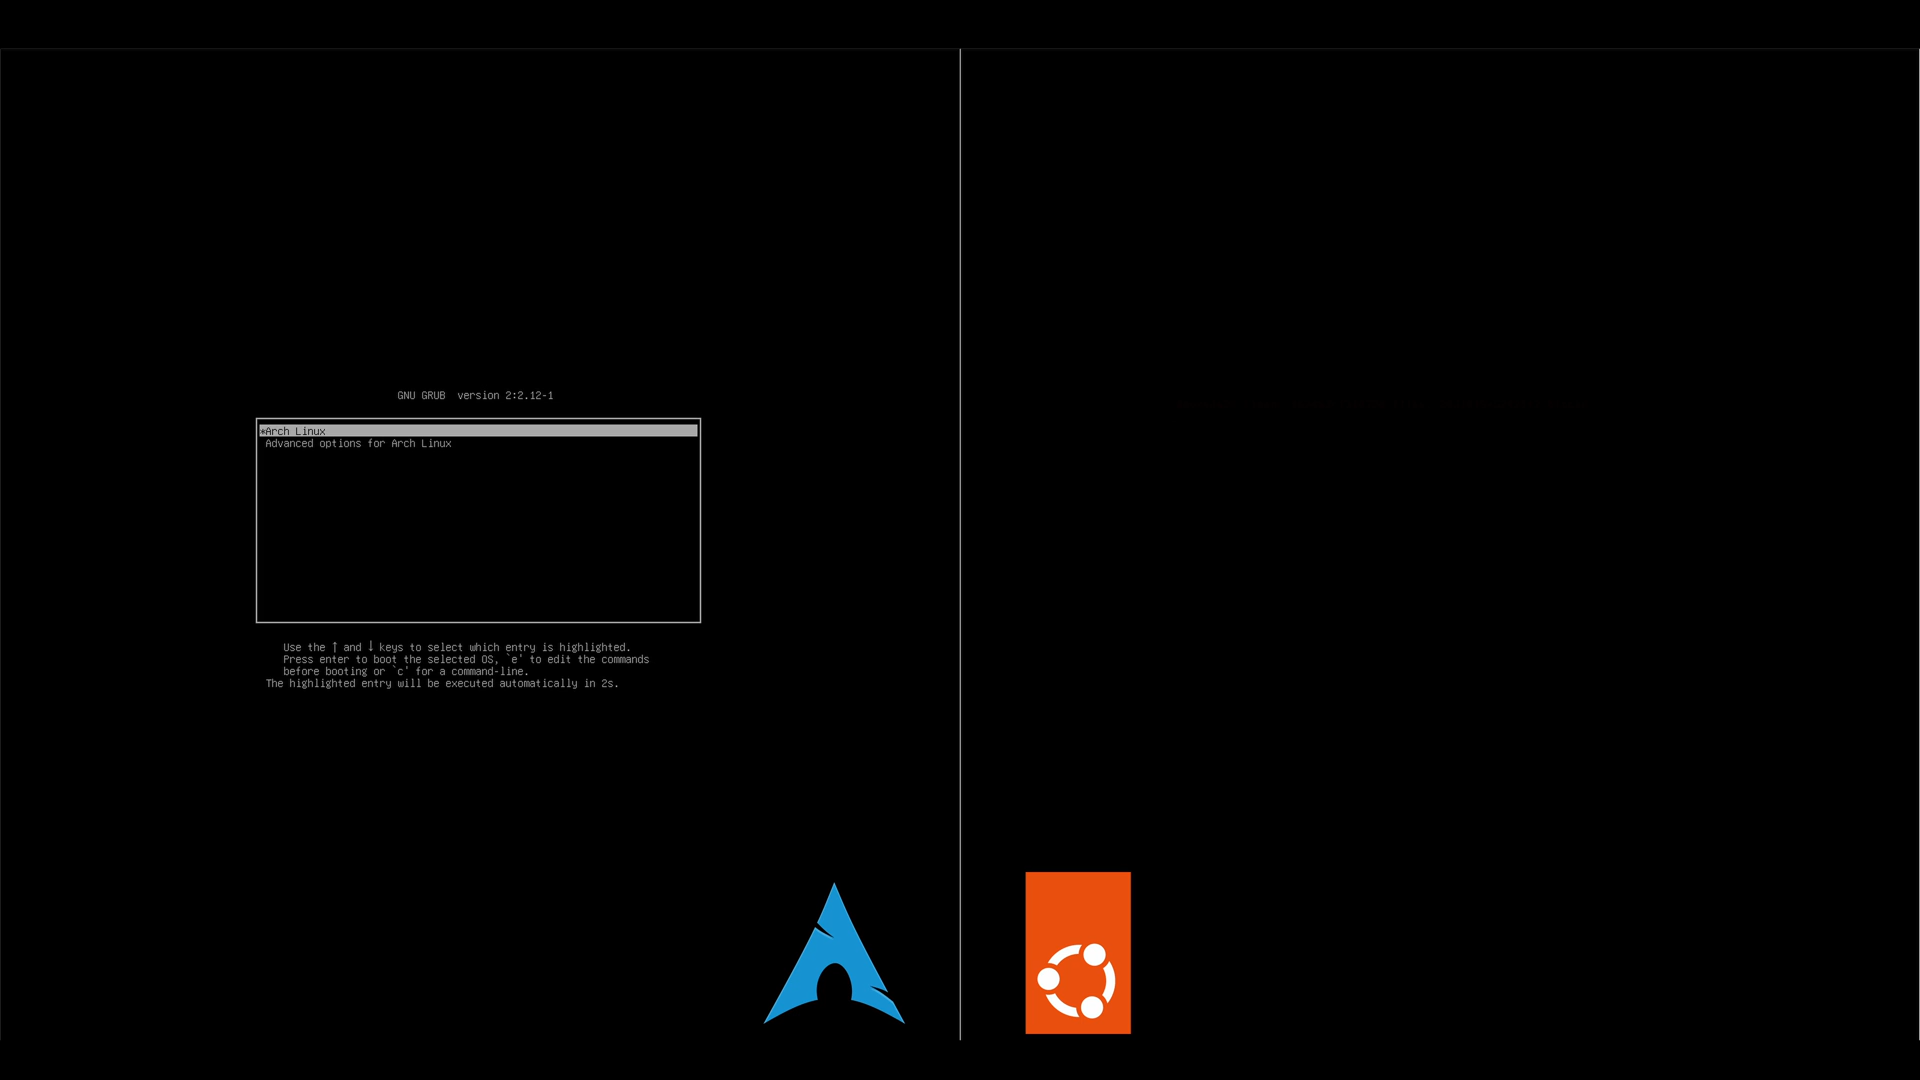 GNU GRUB  version 2:2.12-1
*Arch Linux
Advanced options for Arch Linux
Use the ↑ and ↓ keys to select which entry is highlighted.
Press enter to boot the selected OS, `e' to edit the commands
before booting or `c' for a command-line.
The highlighted entry will be executed automatically in 2s.